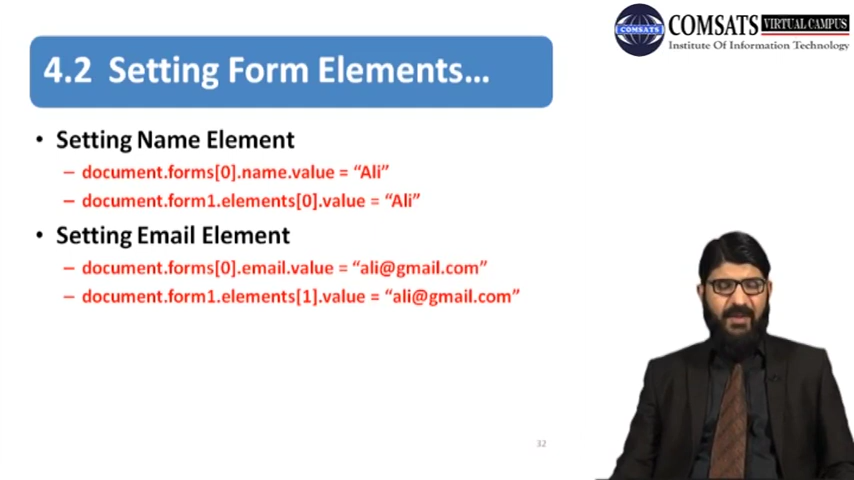 COMSATS VIRTUAL CAMPUS
Institute Of Information Technology
COMSATS
4.2 Setting Form Elements...
• Setting Name Element
– document.forms[0].name.value = “Ali”
– document.form1.elements[0].value = “Ali”
• Setting Email Element
– document.forms[0].email.value = “ali@gmail.com”
– document.form1.elements[1].value = “ali@gmail.com”
32